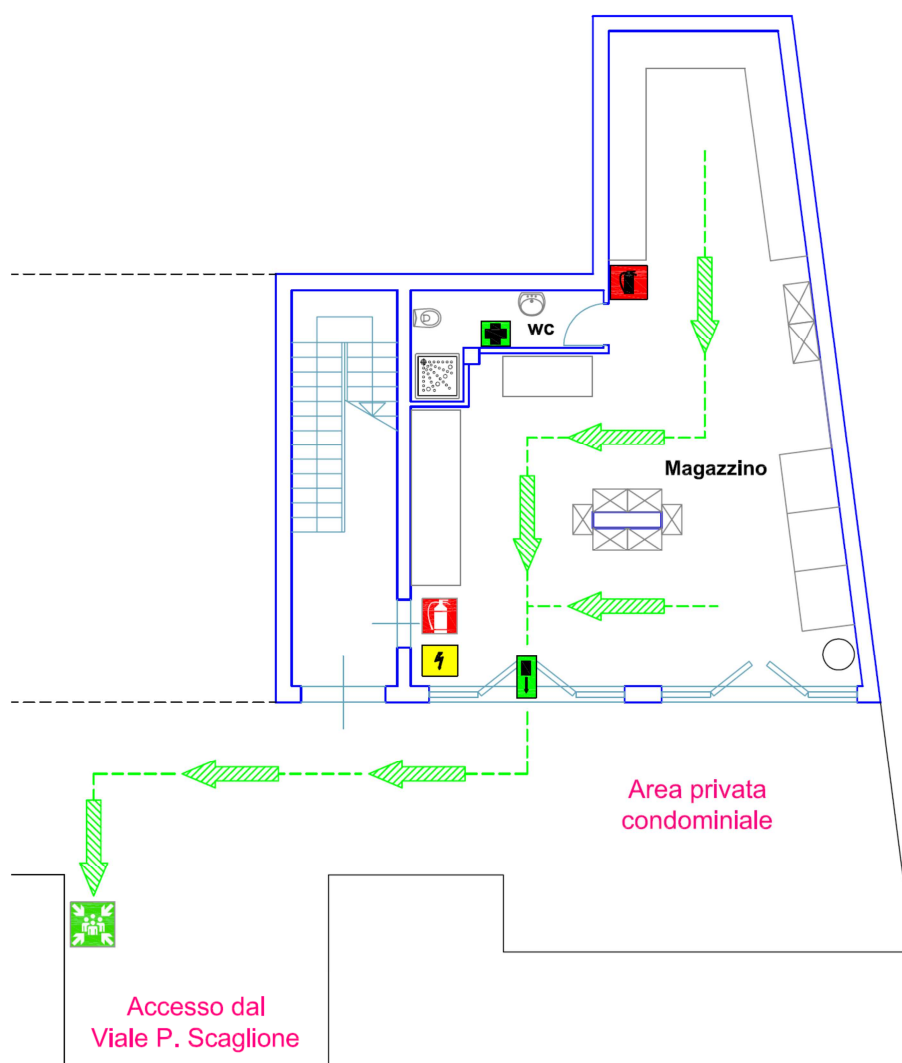 WC
Magazzino
Area privata
condominiale
Accesso dal
Viale P. Scaglione